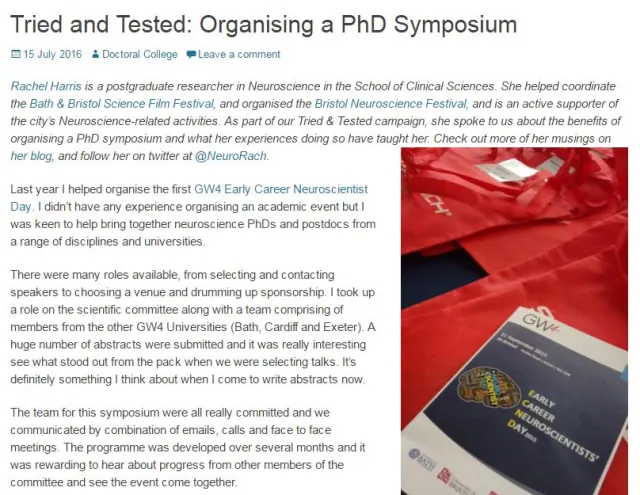 Tried and Tested: Organising a PhD Symposium
15 July 2016 Doctoral College Leave a comment
Rachel Harris is a postgraduate researcher in Neuroscience in the School of Clinical Sciences. She helped coordinate
the Bath & Bristol Science Film Festival, and organised the Bristol Neuroscience Festival, and is an active supporter of
the city's Neuroscience-related activities. As part of our Tried & Tested campaign, she spoke to us about the benefits of
organising a PhD symposium and what her experiences doing so have taught her. Check out more of her musings on
her blog, and follow her on twitter at @NeuroRach.
Last year I helped organise the first GW4 Early Career Neuroscientist
Day. I didn't have any experience organising an academic event but I
was keen to help bring together neuroscience PhDs and postdocs from
a range of disciplines and universities.
There were many roles available, from selecting and contacting
speakers to choosing a venue and drumming up sponsorship. I took up
a role on the scientific committee along with a team comprising of
members from the other GW4 Universities (Bath, Cardiff and Exeter). A
huge number of abstracts were submitted and it was really interesting
see what stood out from the pack when we were selecting talks. It's
definitely something I think about when I come to write abstracts now.
The team for this symposium were all really committed and we
communicated by combination of emails, calls and face to face
meetings. The programme was developed over several months and it
was rewarding to hear about progress from other members of the
committee and see the event come together.
GW4
EARLY
CAREER
NEUROSCIENTISTS'
DAY 2015